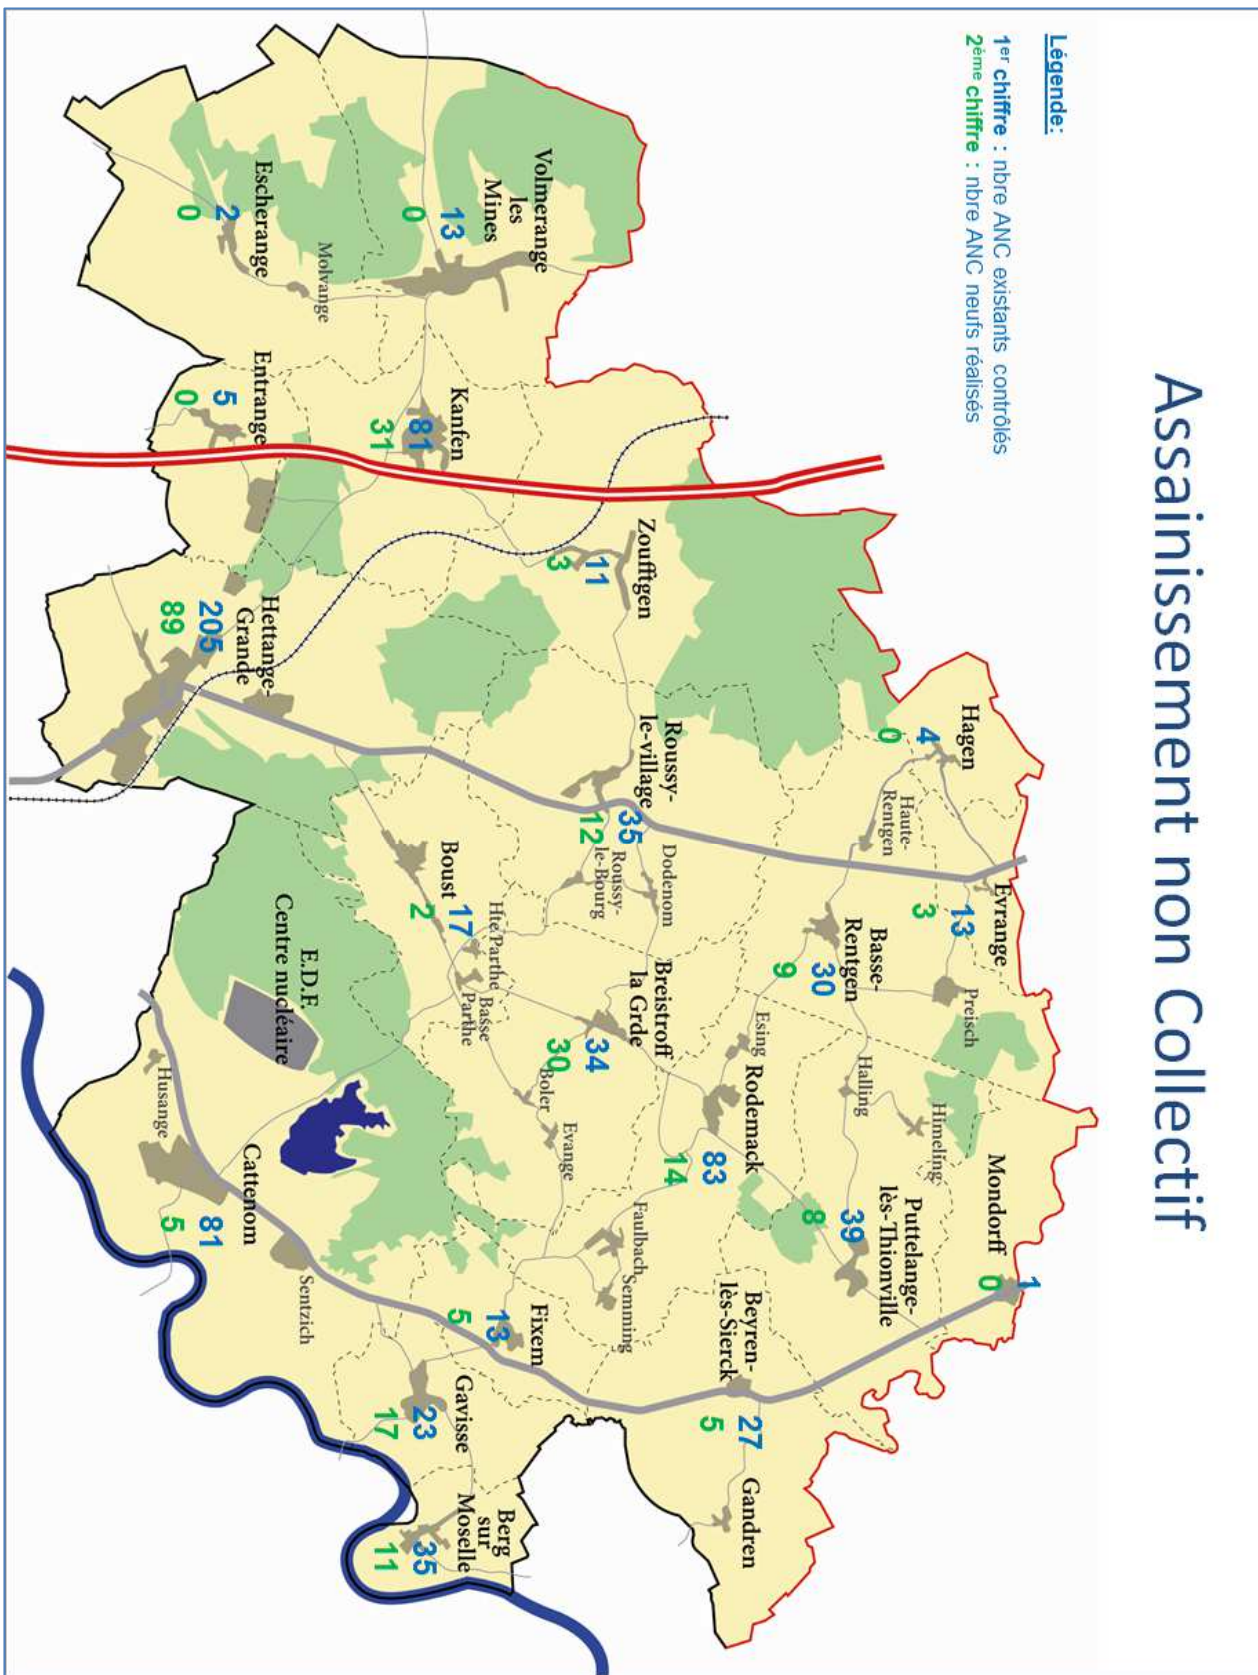 Assainissement non Collectif
Légende:
1er chiffre : nbre ANC existants contrôlés
2ème chiffre : nbre ANC neufs réalisés
Volmerange
les
Mines
13
0
Escherange
2
0
Molvange
Entrange
5
0
Kanfen
81
31
Zoufftgen
11
3
Hettange-
Grande
205
89
Hagen
4
0
Haute-
Rentgen
Evrange
13
3
Roussy-
le-village
35
12
Roussy-
le-Bourg
Dodenom
Boust
17
2
Hte.Parthe
Basse
Parthe
Basse-
Rentgen
30
9
Preisch
Breistroff
la Grde
34
30
Esing
Rodemack
83
14
Boler
Evange
Halling
Himeling
Mondorff
1
0
Puttelange-
lès-Thionville
39
8
E.D.F.
Centre nucléaire
Husange
Cattenom
81
5
Sentzich
Faulbach
Semming
Fixem
13
5
Beyren-
lès-Sierck
27
5
Gandren
Gavisse
23
17
Berg
sur
Moselle
35
11